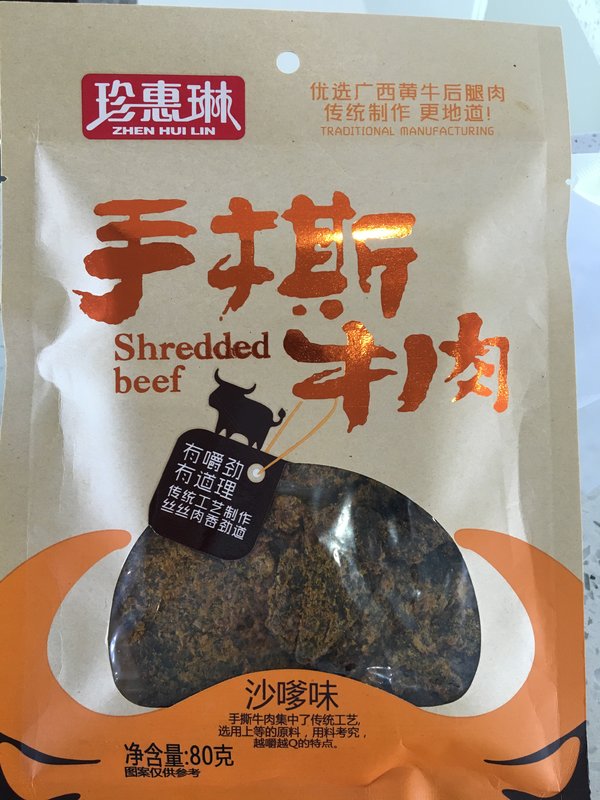 珍惠琳
ZHEN HUI LIN
优选广西黄牛后腿肉
传统制作 更地道!
TRADITIONAL MANUFACTURING
手撕
Shredded
beef
牛肉
有嚼劲
有道理
传统工艺制作
丝丝肉香劲道
沙嗲味
手撕牛肉集中了传统工艺,
选用上等的原料，用料考究，
越嚼越Q的特点。
净含量:80克
图案仅供参考